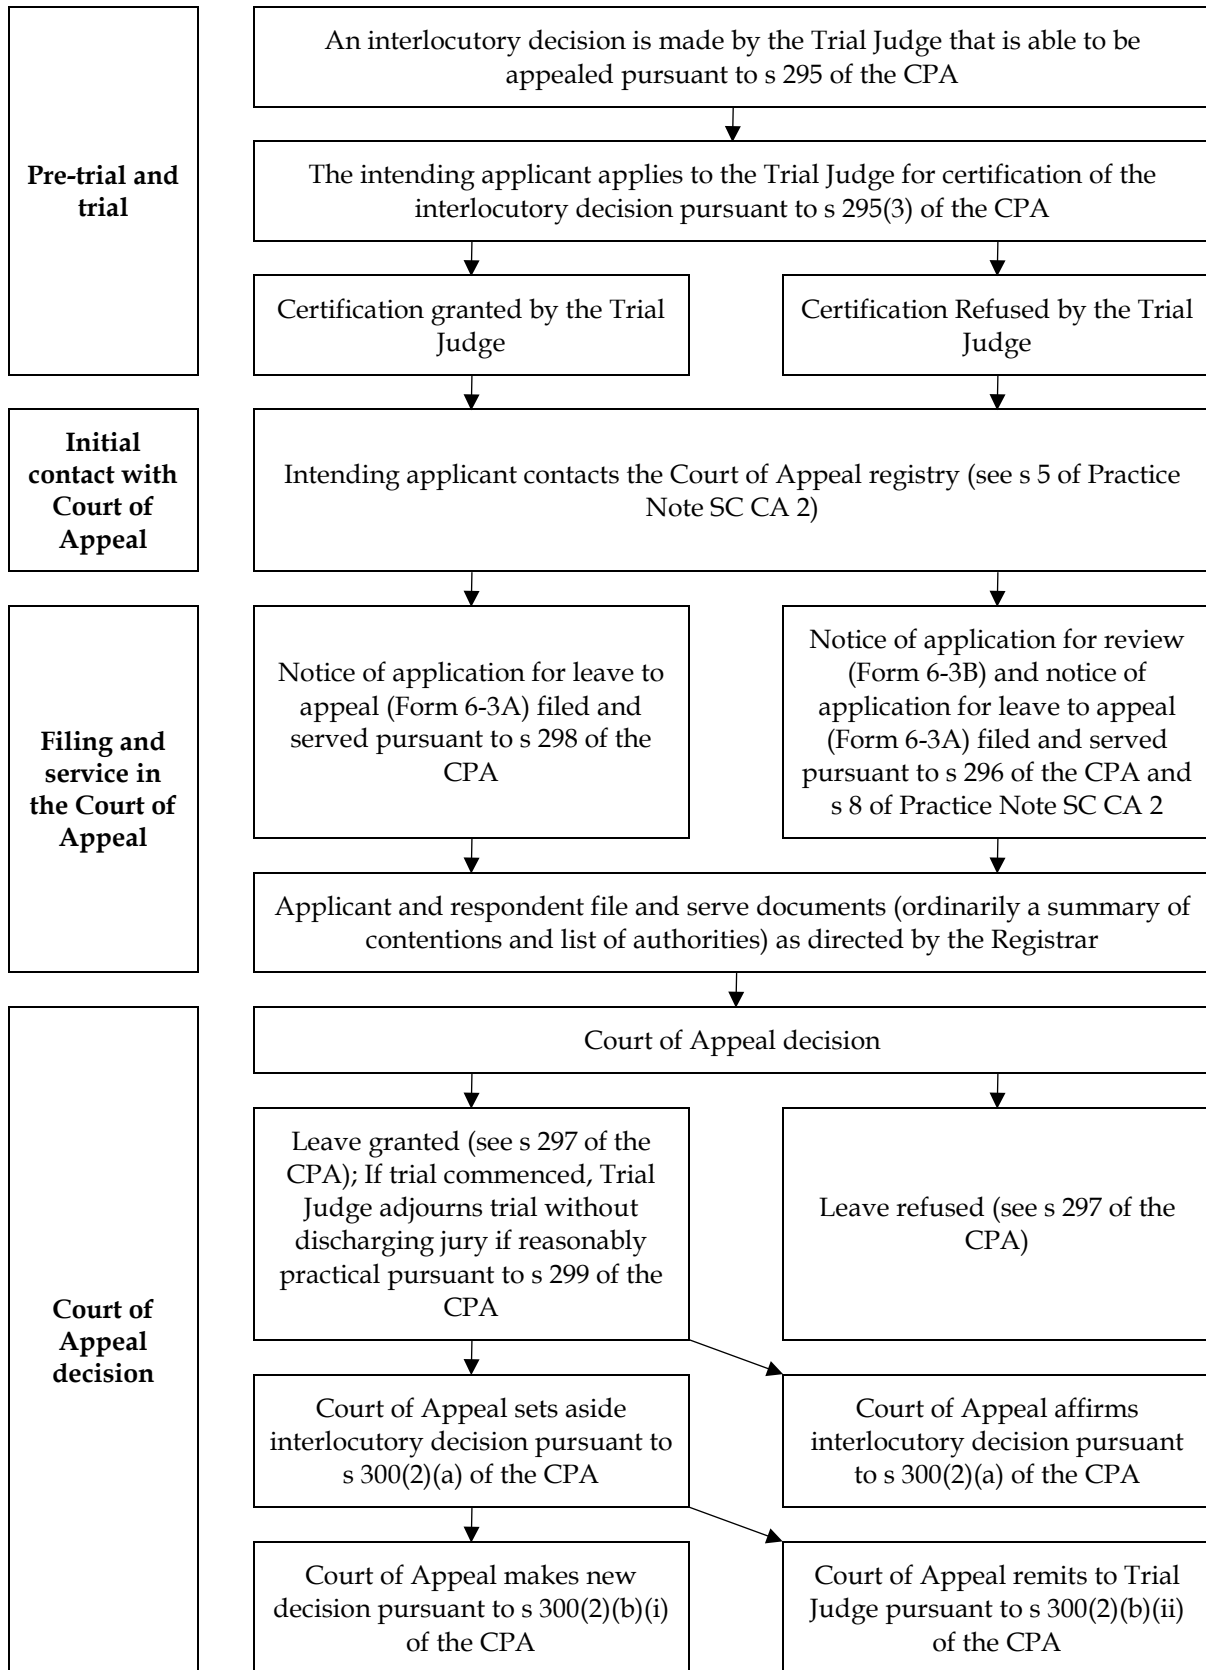 Pre-trial and
trial
An interlocutory decision is made by the Trial Judge that is able to be
appealed pursuant to s 295 of the CPA
The intending applicant applies to the Trial Judge for certification of the
interlocutory decision pursuant to s 295(3) of the CPA
Certification granted by the Trial
Judge
Certification Refused by the Trial
Judge
Initial
contact with
Court of
Appeal
Intending applicant contacts the Court of Appeal registry (see s 5 of Practice
Note SC CA 2)
Filing and
service in
the Court of
Appeal
Notice of application for leave to
appeal (Form 6-3A) filed and
served pursuant to s 298 of the
CPA
Notice of application for review
(Form 6-3B) and notice of
application for leave to appeal
(Form 6-3A) filed and served
pursuant to s 296 of the CPA and
s 8 of Practice Note SC CA 2
Applicant and respondent file and serve documents (ordinarily a summary of
contentions and list of authorities) as directed by the Registrar
Court of
Appeal
decision
Court of Appeal decision
Leave granted (see s 297 of the
CPA); If trial commenced, Trial
Judge adjourns trial without
discharging jury if reasonably
practical pursuant to s 299 of the
CPA
Leave refused (see s 297 of the
CPA)
Court of Appeal sets aside
interlocutory decision pursuant to
s 300(2)(a) of the CPA
Court of Appeal affirms
interlocutory decision pursuant
to s 300(2)(a) of the CPA
Court of Appeal makes new
decision pursuant to s 300(2)(b)(i)
of the CPA
Court of Appeal remits to Trial
Judge pursuant to s 300(2)(b)(ii)
of the CPA